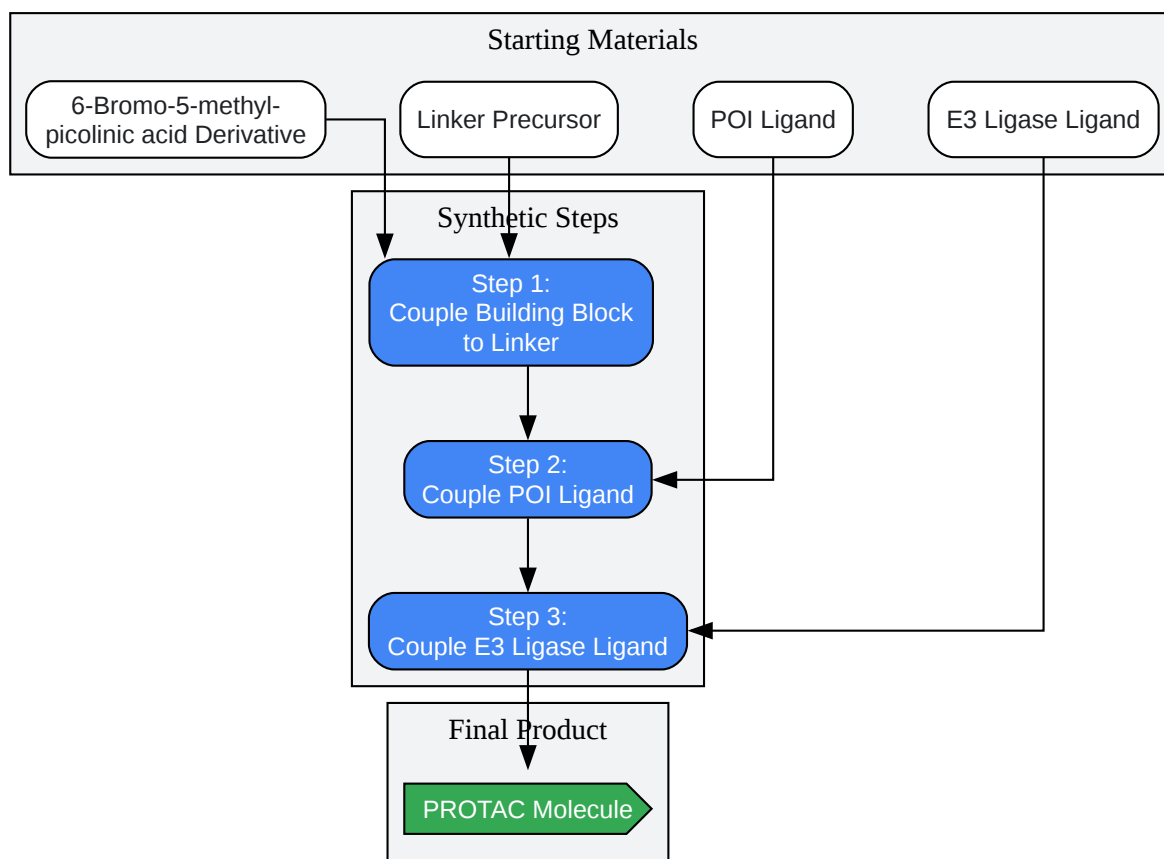 Starting Materials
6-Bromo-5-methyl-
picolinic acid Derivative
Linker Precursor
POI Ligand
E3 Ligase Ligand
Synthetic Steps
Step 1:
Couple Building Block
to Linker
Step 2:
Couple POI Ligand
Step 3:
Couple E3 Ligase Ligand
Final Product
PROTAC Molecule